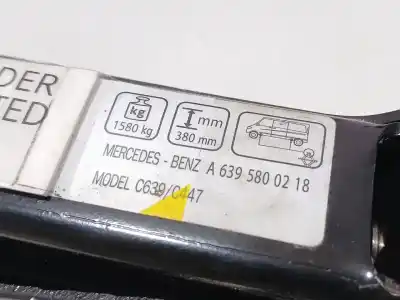 DER
TED
kg
1580 kg
mm
380 mm
MERCEDES - BENZ A 639 580 02 18
MODEL C639/C447